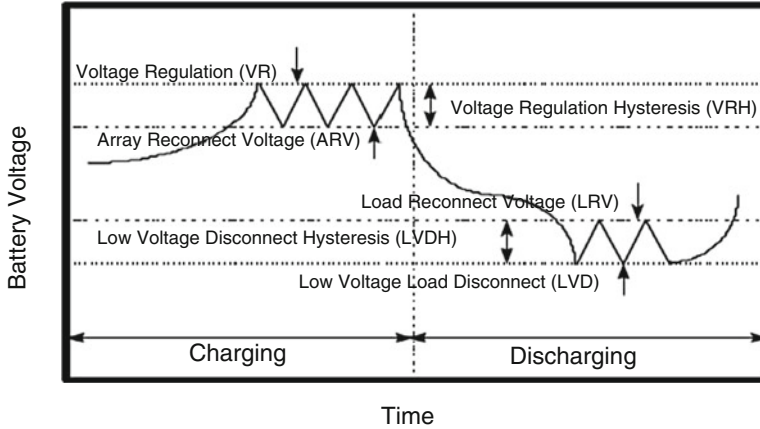 Voltage Regulation (VR)
Voltage Regulation Hysteresis (VRH)
Array Reconnect Voltage (ARV)
Load Reconnect Voltage (LRV)
Low Voltage Disconnect Hysteresis (LVDH)
Low Voltage Load Disconnect (LVD)
Charging
Discharging
Battery Voltage
Time